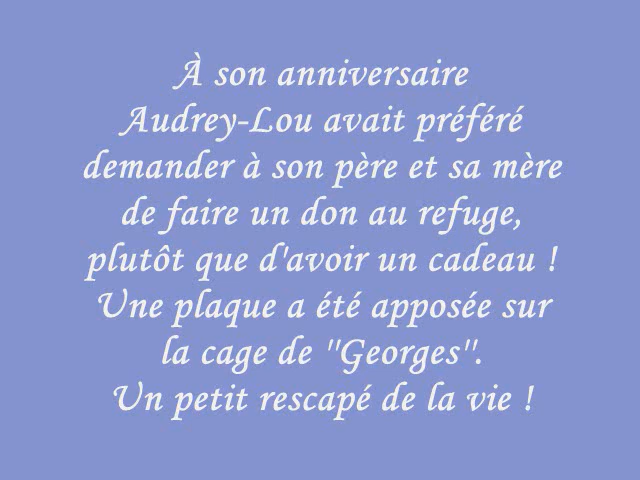 À son anniversaire
Audrey-Lou avait préféré
demander à son père et sa mère
de faire un don au refuge,
plutôt que d'avoir un cadeau !
Une plaque a été apposée sur
la cage de "Georges".
Un petit rescapé de la vie !